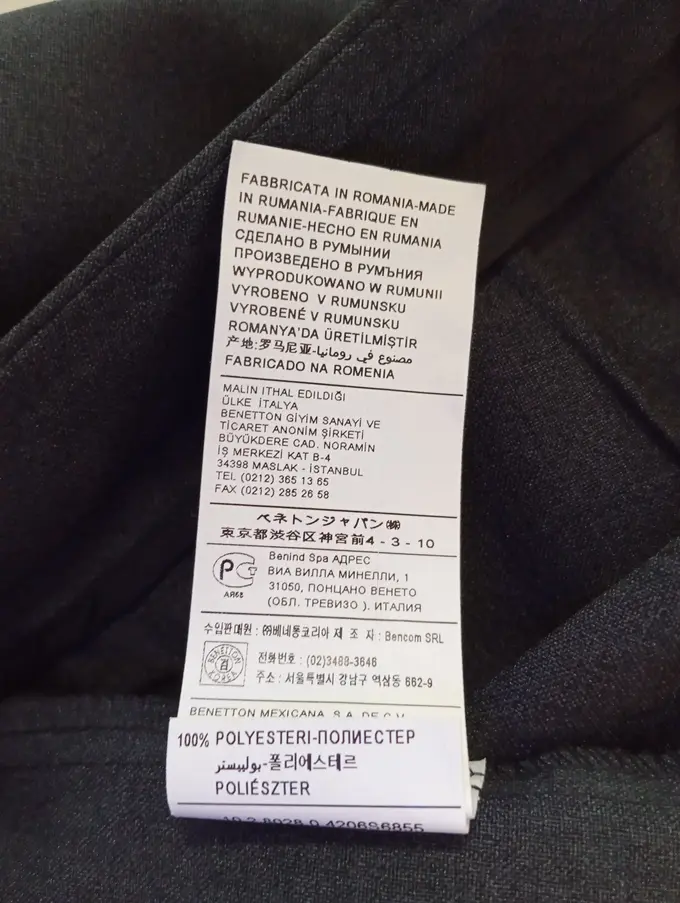 FABBRICATA IN ROMANIA-MADE
IN RUMANIA-FABRIQUE EN
RUMANIE-HECHO EN RUMANIA
СДЕЛАНО В РУМЫНИИ
ПРОИЗВЕДЕНО В РУМЪНИЯ
WYPRODUKOWANO W RUMUNII
VYROBENO V RUMUNSKU
VYROBENÉ V RUMUNSKU
ROMANYA'DA ÜRETİLMİŞTİR
产地:罗马尼亚-مصنوع في رومانيا
FABRICADO NA ROMENIA
MALIN ITHAL EDILDIĞI
ÜLKE İTALYA
BENETTON GİYİM SANAYİ VE
TİCARET ANONİM ŞİRKETİ
BÜYÜKDERE CAD. NORAMİN
İŞ MERKEZİ KAT B-4
34398 MASLAK - İSTANBUL
TEL (0212) 365 13 65
FAX (0212) 285 26 58
ベネトンジャパン㈱
東京都渋谷区神宮前4-3-10
Benind Spa АДРЕС
ВИА ВИЛЛА МИНЕЛЛИ, 1
31050, ПОНЦАНО ВЕНЕТО
(ОБЛ. ТРЕВИЗО ). ИТАЛИЯ
РСТ
АЯ68
수입판매원 : ㈜베네통코리아 제 조 자 : Bencom SRL
BENETTON KOREA
전화번호 : (02)3488-3646
주소 : 서울특별시 강남구 역삼동 662-9
BENETTON MEXICANA, S.A. DE C.V.
100% POLYESTERI-ПОЛИЕСТЕР
بوليستر-폴리에스테르
POLIÉSZTER